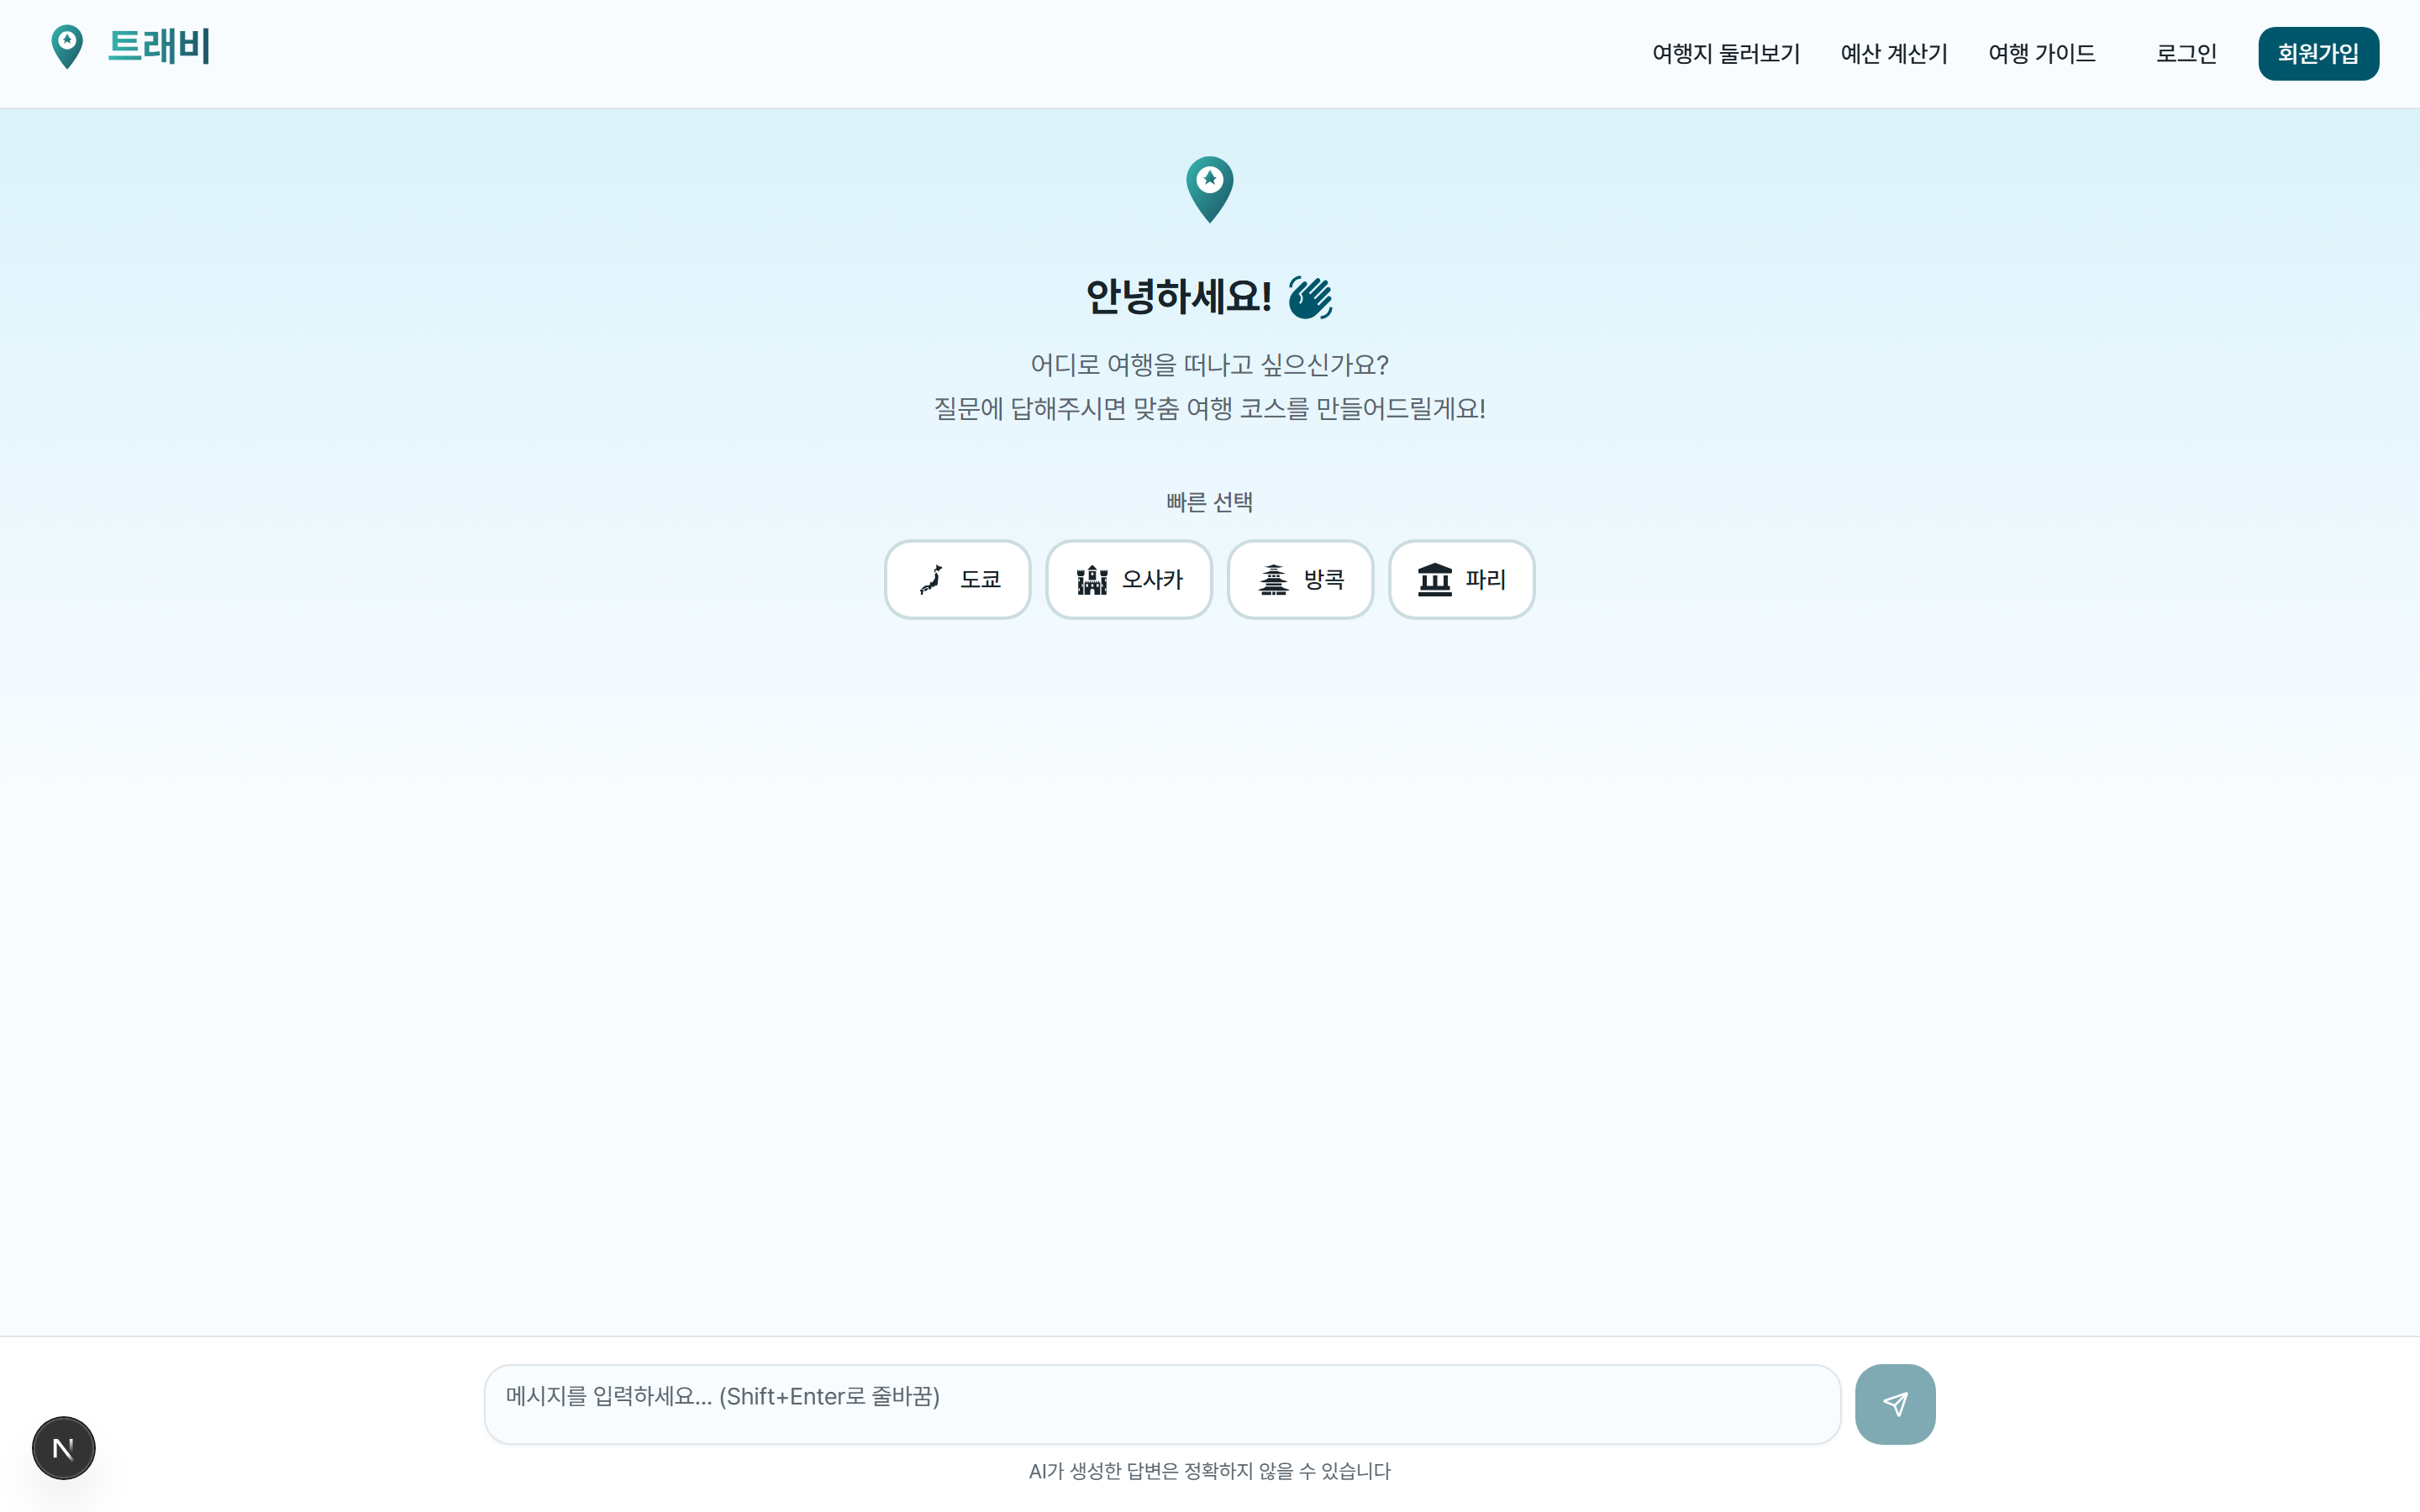 트래비
여행지 둘러보기 예산 계산기 여행 가이드 로그인 회원가입
안녕하세요!
어디로 여행을 떠나고 싶으신가요?
질문에 답해주시면 맞춤 여행 코스를 만들어드릴게요!
빠른 선택
도쿄 오사카 방콕 파리
메시지를 입력하세요... (Shift+Enter로 줄바꿈)
N
AI가 생성한 답변은 정확하지 않을 수 있습니다